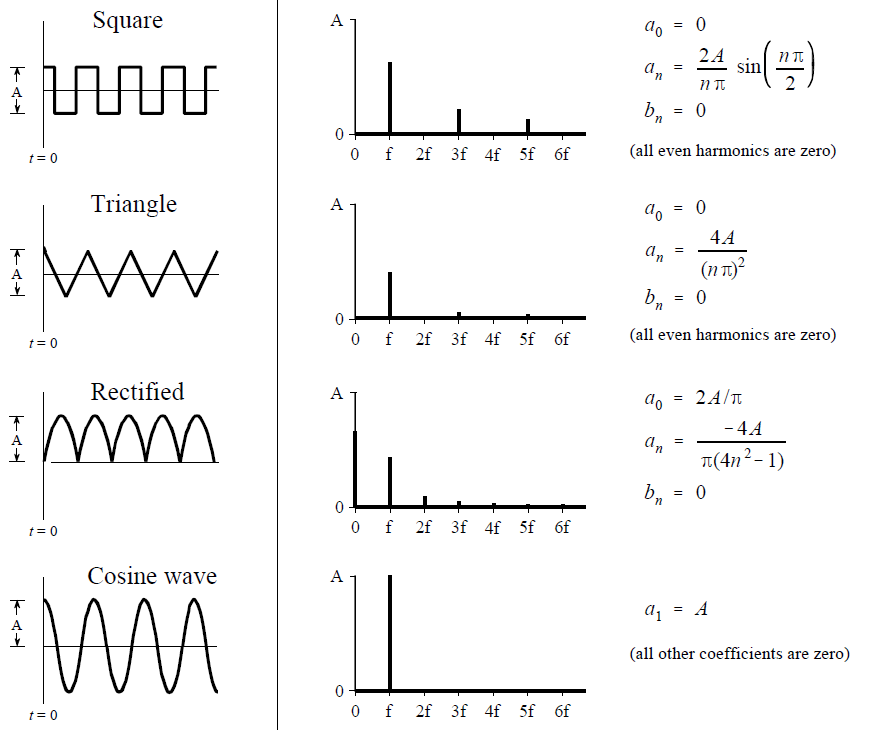 Square
A
t = 0
A
0
0 f 2f 3f 4f 5f 6f
a₀ = 0
aₙ = 2A/nπ sin(nπ/2)
bₙ = 0
(all even harmonics are zero)
Triangle
A
t = 0
A
0
0 f 2f 3f 4f 5f 6f
a₀ = 0
aₙ = 4A/(nπ)²
bₙ = 0
(all even harmonics are zero)
Rectified
A
t = 0
A
0
0 f 2f 3f 4f 5f 6f
a₀ = 2A/π
aₙ = -4A/π(4n²-1)
bₙ = 0
Cosine wave
A
t = 0
A
0
0 f 2f 3f 4f 5f 6f
a₁ = A
(all other coefficients are zero)